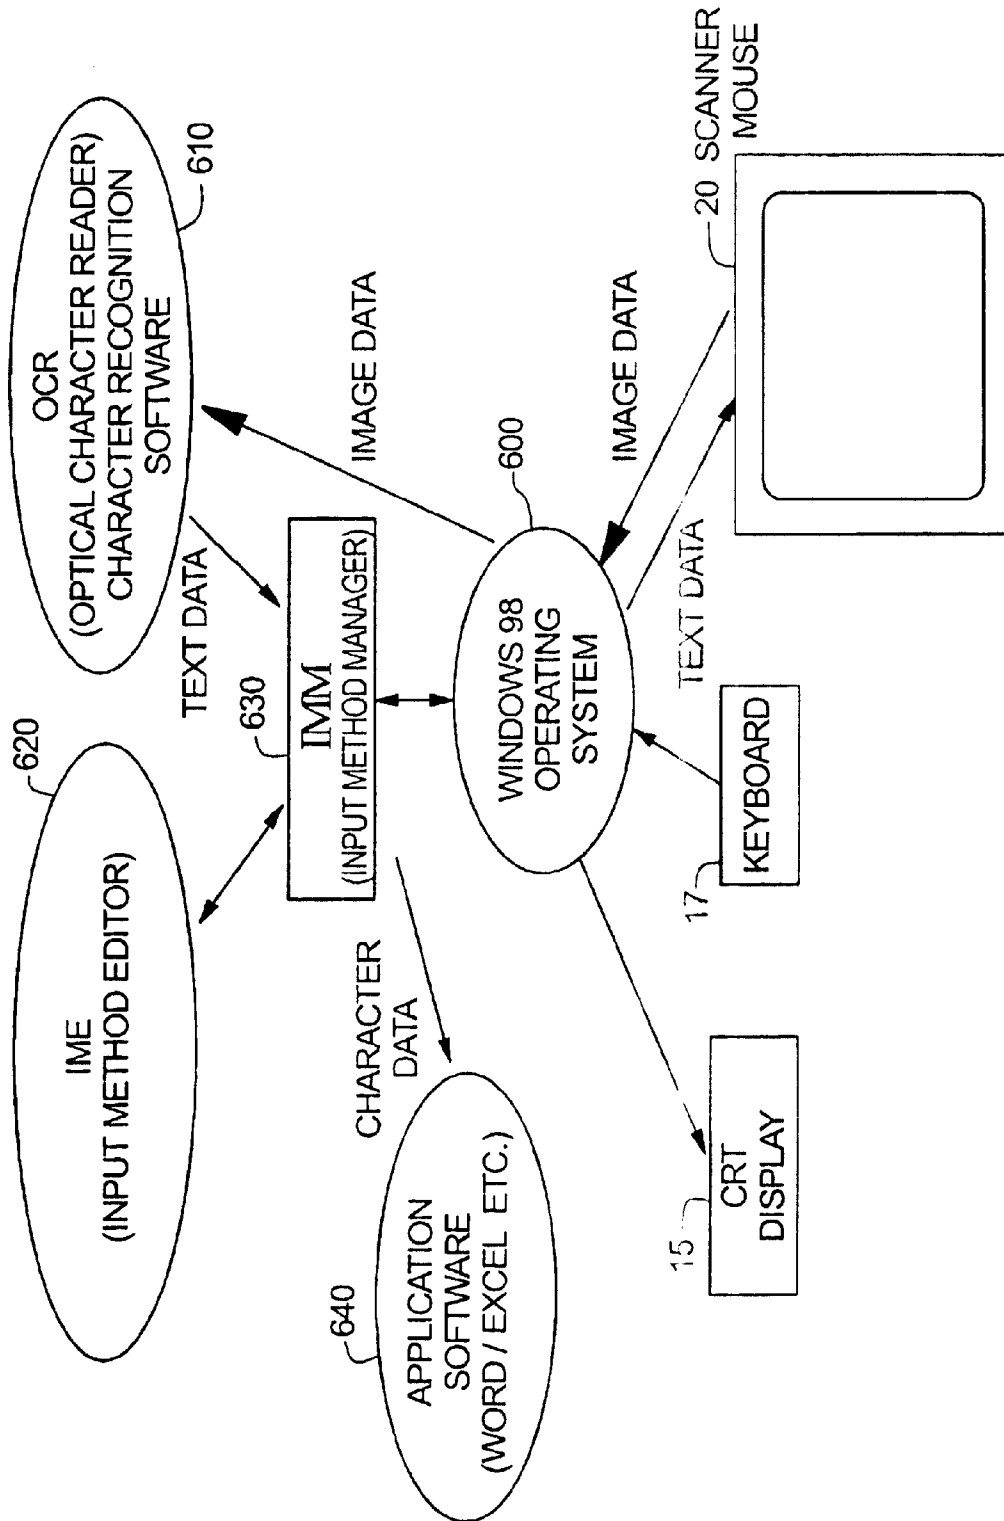 IME
(INPUT METHOD EDITOR)
620
OCR
(OPTICAL CHARACTER READER)
CHARACTER RECOGNITION
SOFTWARE
610
TEXT DATA
630
IMM
(INPUT METHOD MANAGER)
IMAGE DATA
CHARACTER
DATA
640
APPLICATION
SOFTWARE
(WORD / EXCEL ETC.)
600
WINDOWS 98
OPERATING
SYSTEM
IMAGE DATA
TEXT DATA
15
CRT
DISPLAY
17
KEYBOARD
20 SCANNER
MOUSE